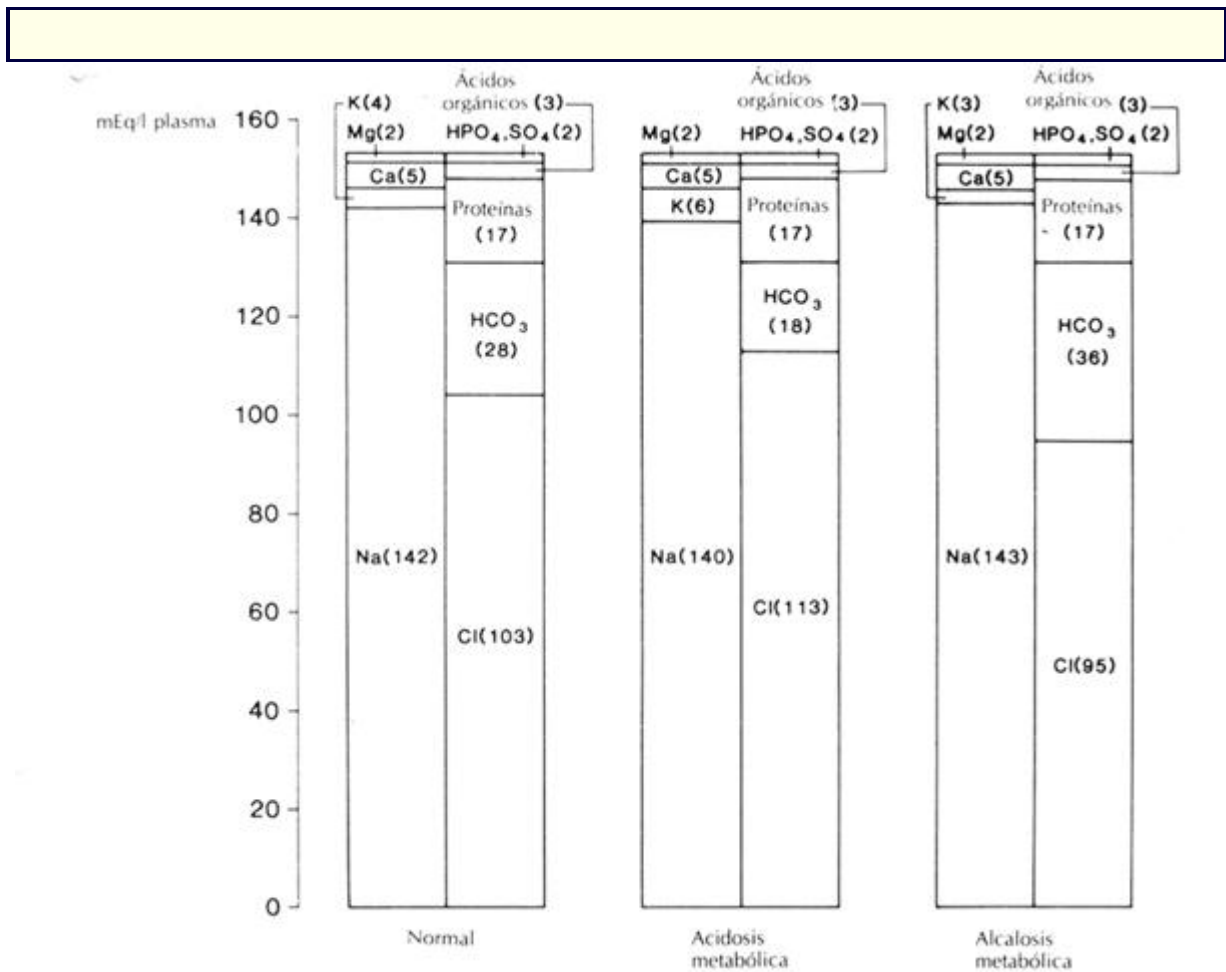 mEq/l plasma
160
140
120
100
80
60
40
20
0
K(4)
Ácidos
orgánicos (3)
Mg(2)
HPO₄,SO₄(2)
Ca(5)
Proteínas
(17)
HCO₃
(28)
Na(142)
Cl(103)
Normal
Ácidos
orgánicos (3)
Mg(2)
HPO₄,SO₄(2)
Ca(5)
K(6)
Proteínas
(17)
HCO₃
(18)
Na(140)
Cl(113)
Acidosis
metabólica
K(3)
Ácidos
orgánicos (3)
Mg(2)
HPO₄,SO₄(2)
Ca(5)
Proteínas
(17)
HCO₃
(36)
Na(143)
Cl(95)
Alcalosis
metabólica